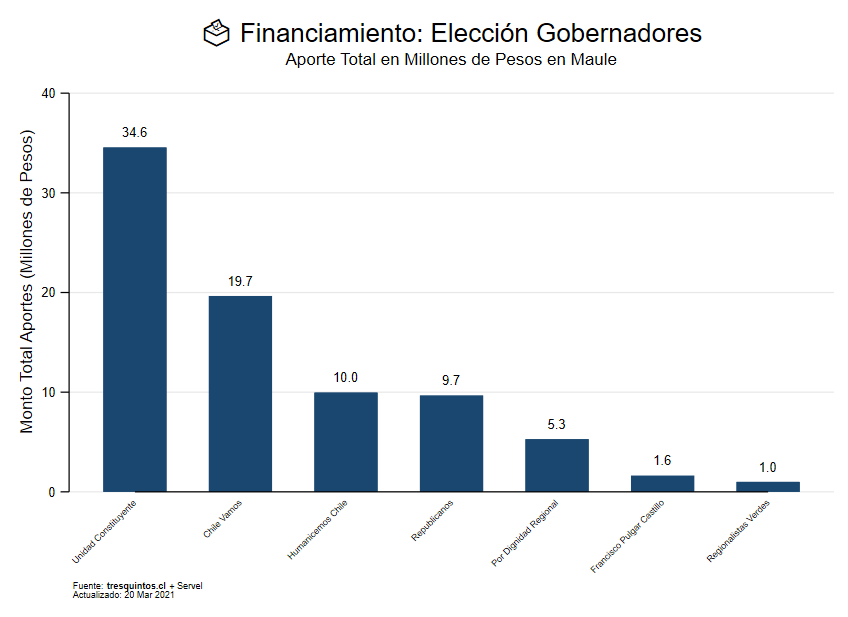 Financiamiento: Elección Gobernadores
Aporte Total en Millones de Pesos en Maule
Monto Total Aportes (Millones de Pesos)
40
30
20
10
0
34.6
19.7
10.0
9.7
5.3
1.6
1.0
Unidad Constituyente
Chile Vamos
Humanicemos Chile
Republicanos
Por Dignidad Regional
Francisco Pulgar Castillo
Regionalistas Verdes
Fuente: tresquintos.cl + Servel
Actualizado: 20 Mar 2021